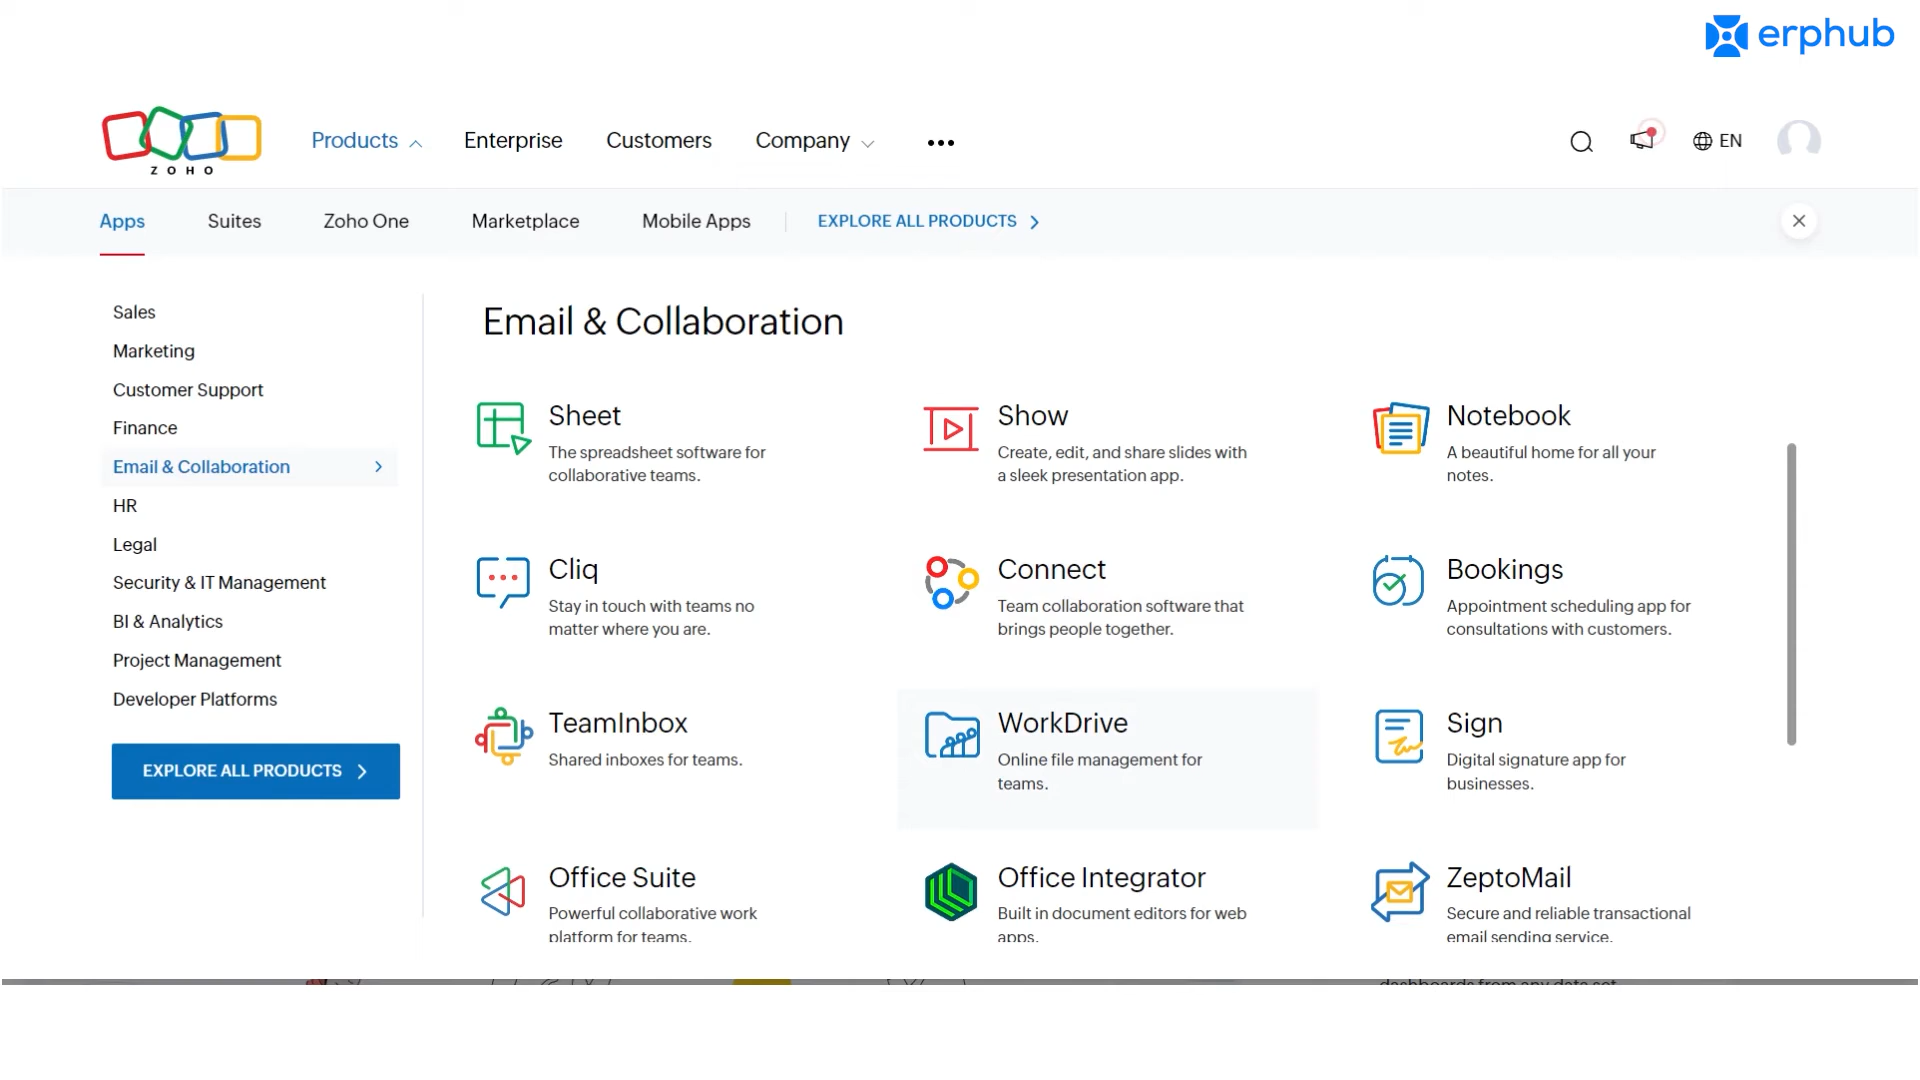 erphub
ZOHO
Products
Enterprise
Customers
Company
EN
Apps
Suites
Zoho One
Marketplace
Mobile Apps
EXPLORE ALL PRODUCTS
Sales
Marketing
Customer Support
Finance
Email & Collaboration
HR
Legal
Security & IT Management
BI & Analytics
Project Management
Developer Platforms
EXPLORE ALL PRODUCTS
Email & Collaboration
Sheet
The spreadsheet software for
collaborative teams.
Show
Create, edit, and share slides with
a sleek presentation app.
Notebook
A beautiful home for all your
notes.
Cliq
Stay in touch with teams no
matter where you are.
Connect
Team collaboration software that
brings people together.
Bookings
Appointment scheduling app for
consultations with customers.
TeamInbox
Shared inboxes for teams.
WorkDrive
Online file management for
teams.
Sign
Digital signature app for
businesses.
Office Suite
Powerful collaborative work
platform for teams.
Office Integrator
Built in document editors for web
apps.
ZeptoMail
Secure and reliable transactional
email sending service.
dashboards from any data set